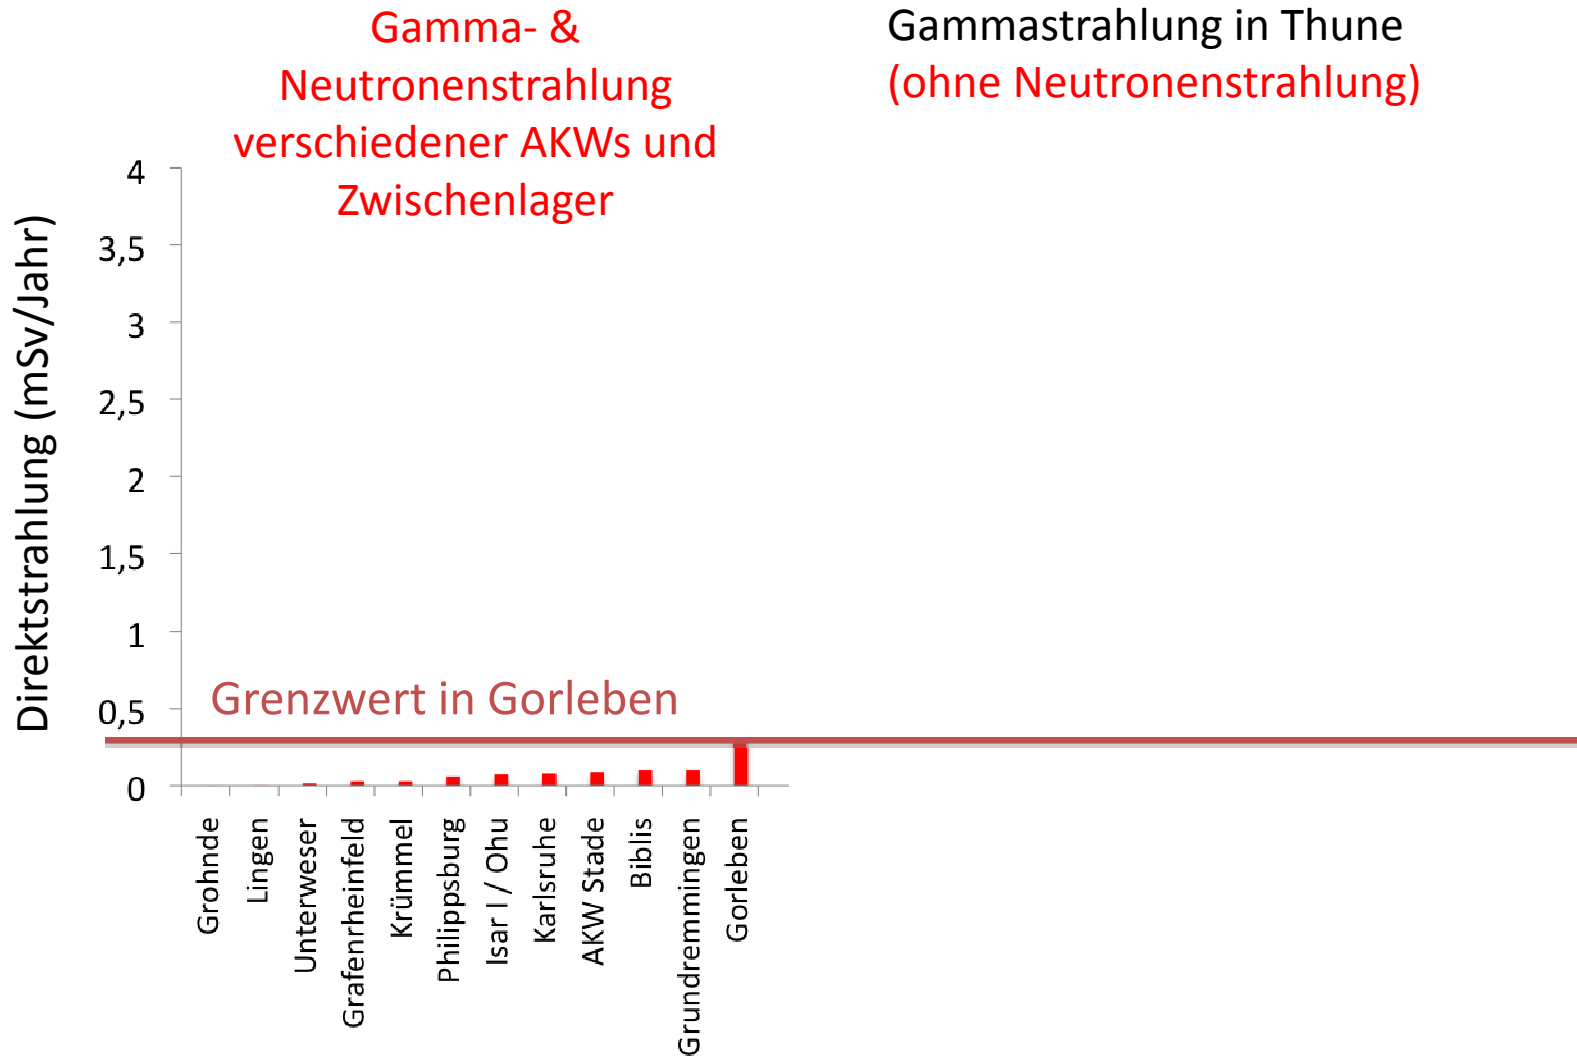 Gamma- &
Neutronenstrahlung
verschiedener AKWs und
Zwischenlager
Gammastrahlung in Thune
(ohne Neutronenstrahlung)
Direktstrahlung (mSv/Jahr)
4
3,5
3
2,5
2
1,5
1
0,5
0
Grenzwert in Gorleben
Grohnde
Lingen
Unterweser
Grafenrheinfeld
Krümmel
Philippsburg
Isar I / Ohu
Karlsruhe
AKW Stade
Biblis
Grundremmingen
Gorleben